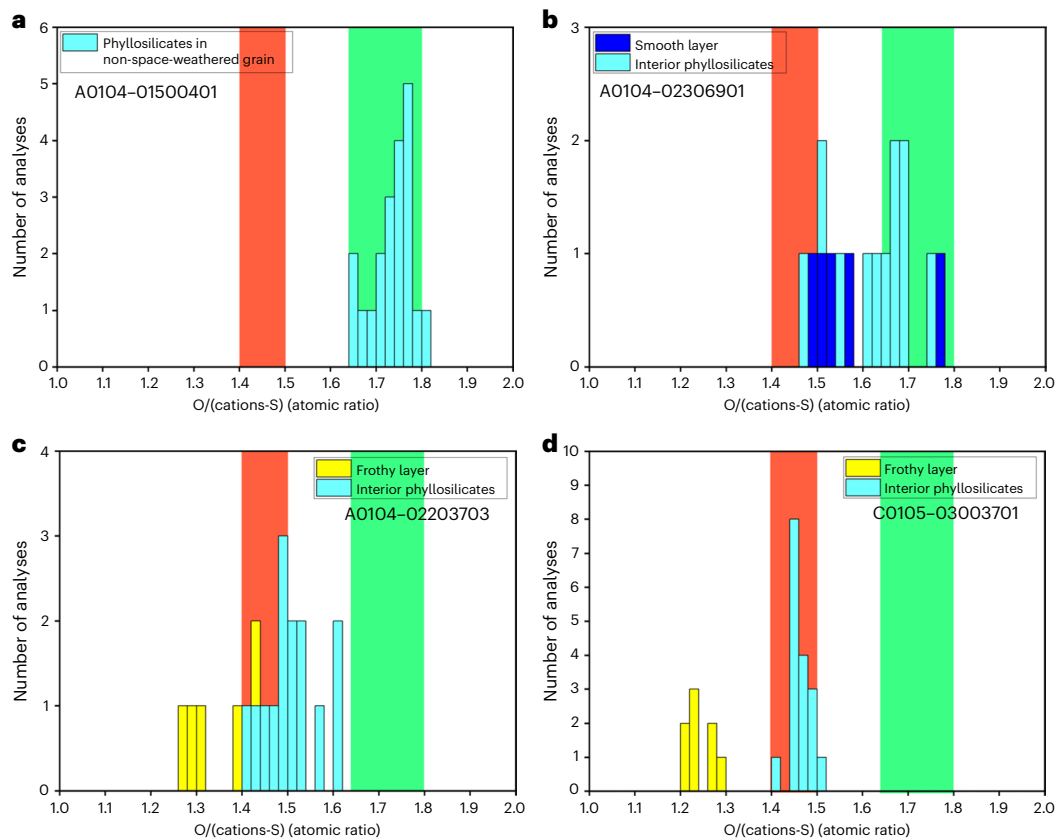 a
6
5
4
3
2
1
0
Number of analyses
Phyllosilicates in
non-space-weathered grain
A0104–01500401
1.0 1.1 1.2 1.3 1.4 1.5 1.6 1.7 1.8 1.9 2.0
O/(cations-S) (atomic ratio)
b
3
2
1
0
Number of analyses
Smooth layer
Interior phyllosilicates
A0104–02306901
1.0 1.1 1.2 1.3 1.4 1.5 1.6 1.7 1.8 1.9 2.0
O/(cations-S) (atomic ratio)
c
4
3
2
1
0
Number of analyses
Frothy layer
Interior phyllosilicates
A0104–02203703
1.0 1.1 1.2 1.3 1.4 1.5 1.6 1.7 1.8 1.9 2.0
O/(cations-S) (atomic ratio)
d
10
9
8
7
6
5
4
3
2
1
0
Number of analyses
Frothy layer
Interior phyllosilicates
C0105–03003701
1.0 1.1 1.2 1.3 1.4 1.5 1.6 1.7 1.8 1.9 2.0
O/(cations-S) (atomic ratio)